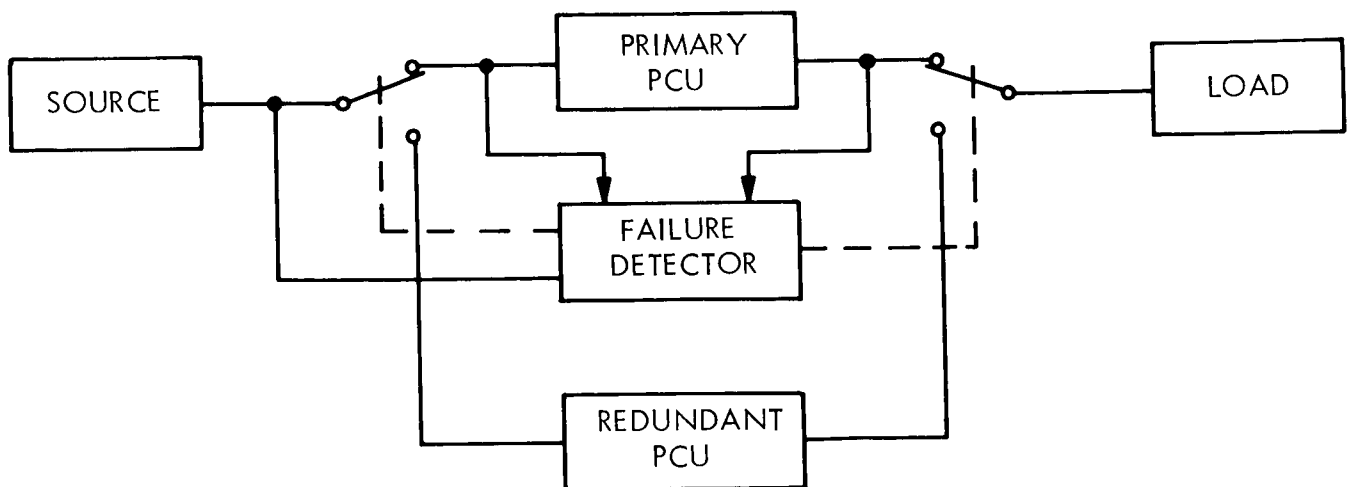 PRIMARY
PCU
SOURCE
LOAD
FAILURE
DETECTOR
REDUNDANT
PCU